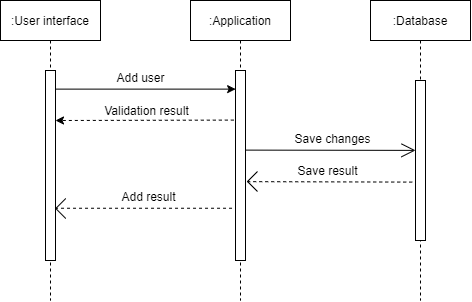 :User interface
:Application
:Database
Add user
Validation result
Save changes
Save result
Add result